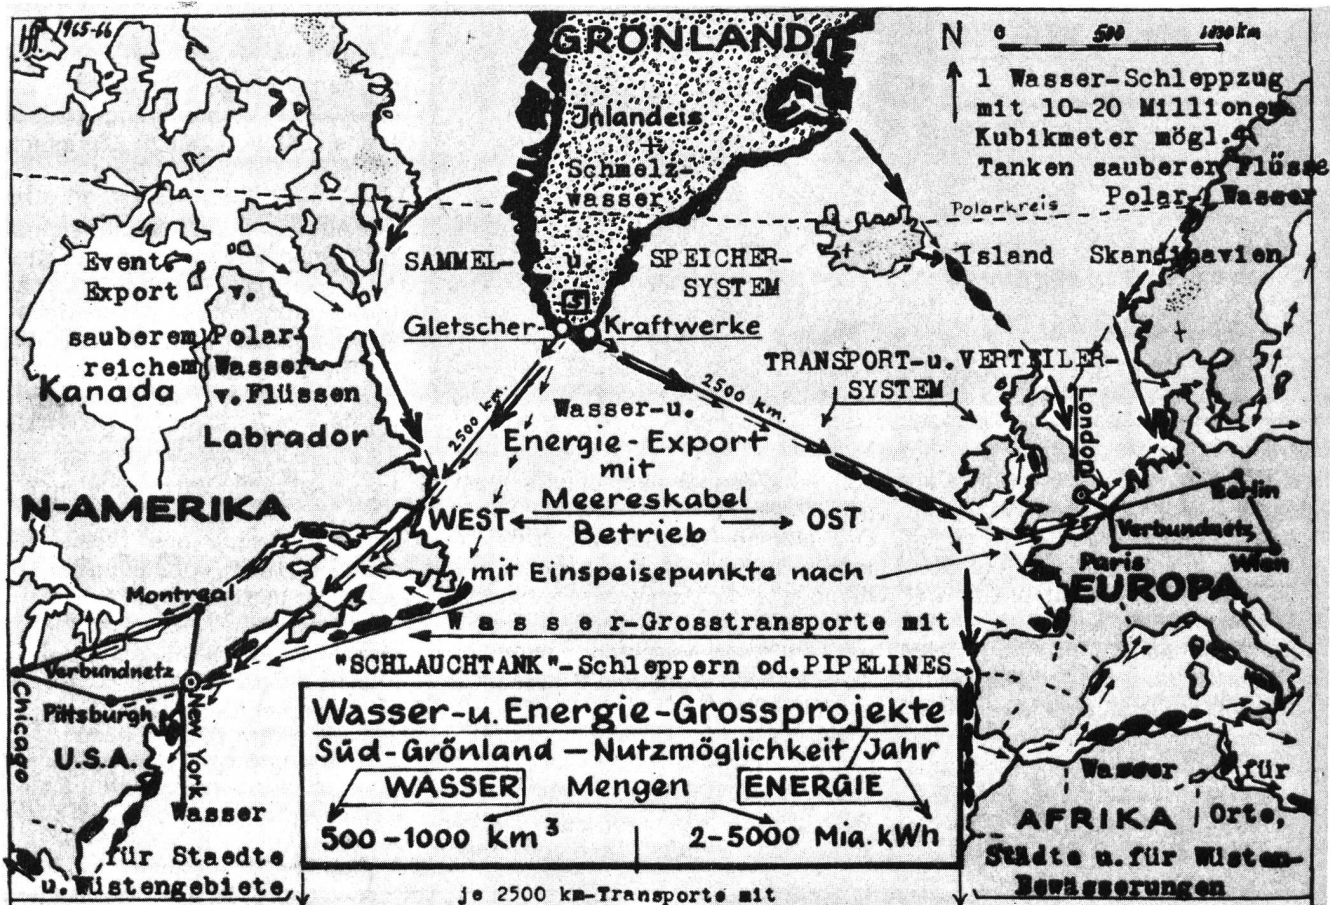 1965-66
GRÖNLAND
N 0 500 1000 km
1 Wasser-Schleppzug
mit 10-20 Millionen
Kubikmeter mögl.
Tanken sauberer Flüsse
Polar-Wasser
Polarkreis
Inlandeis
+
Schmelz-
wasser
SAMMEL- u. SPEICHER-
SYSTEM
S
Gletscher- Kraftwerke
Island Skandinavien
Event.
Export v.
sauberem Polar-
reichem Wasser
v. Flüssen
Kanada
Labrador
N-AMERIKA
TRANSPORT-u.VERTEILER-
SYSTEM
2500 km
2500 km.
Wasser-u.
Energie-Export
mit
Meereskabel
WEST OST
Betrieb
mit Einspeisepunkte nach
London
Berlin
Verbundnetz
Paris Wien
EUROPA
Montreal
Verbundnetz
Pittsburgh
Chicago
New York
U.S.A.
Wasser
für Staedte
u.Wüstengebiete
Wasser-Grosstransporte mit
"SCHLAUCHTANK"-Schleppern od.PIPELINES
Wasser-u.Energie-Grossprojekte
Süd-Grönland — Nutzmöglichkeit/Jahr
WASSER Mengen ENERGIE
500-1000 km³ 2-5000 Mia.kWh
je 2500 km-Transporte mit
Wasser für
AFRIKA Orte,
Städte u.für Wüsten-
Bewässerungen